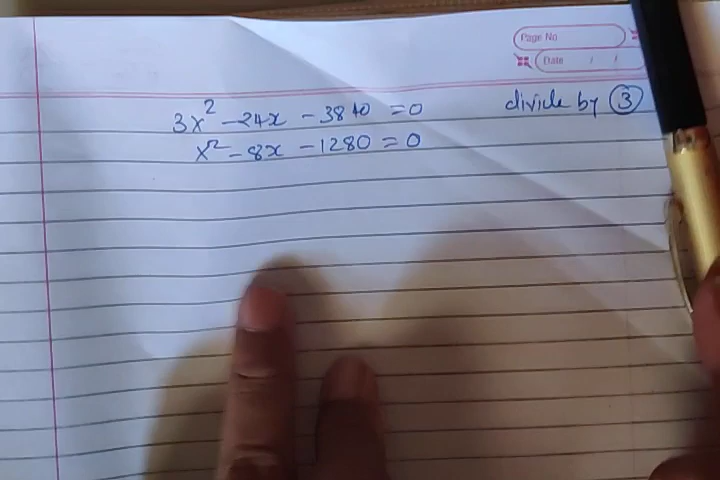 Page No
Date / /
3x² - 24x - 3840 = 0 divide by ③
x² - 8x - 1280 = 0